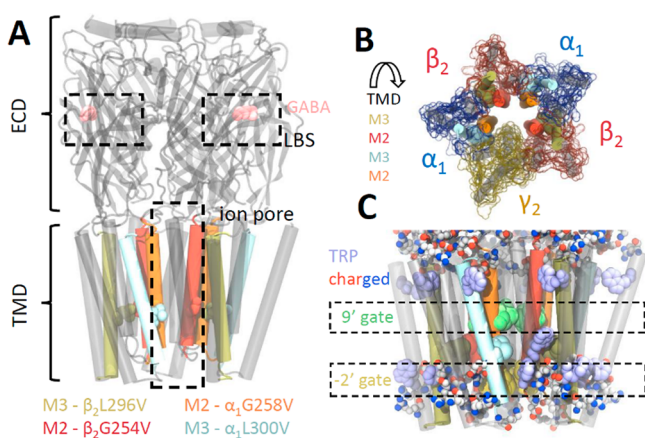 A
ECD
GABA
LBS
ion pore
TMD
M3 - β₂L296V
M2 - α₁G258V
M2 - β₂G254V
M3 - α₁L300V
B
TMD
M3
M2
M3
M2
β₂
α₁
β₂
α₁
γ₂
C
TRP
charged
9' gate
-2' gate